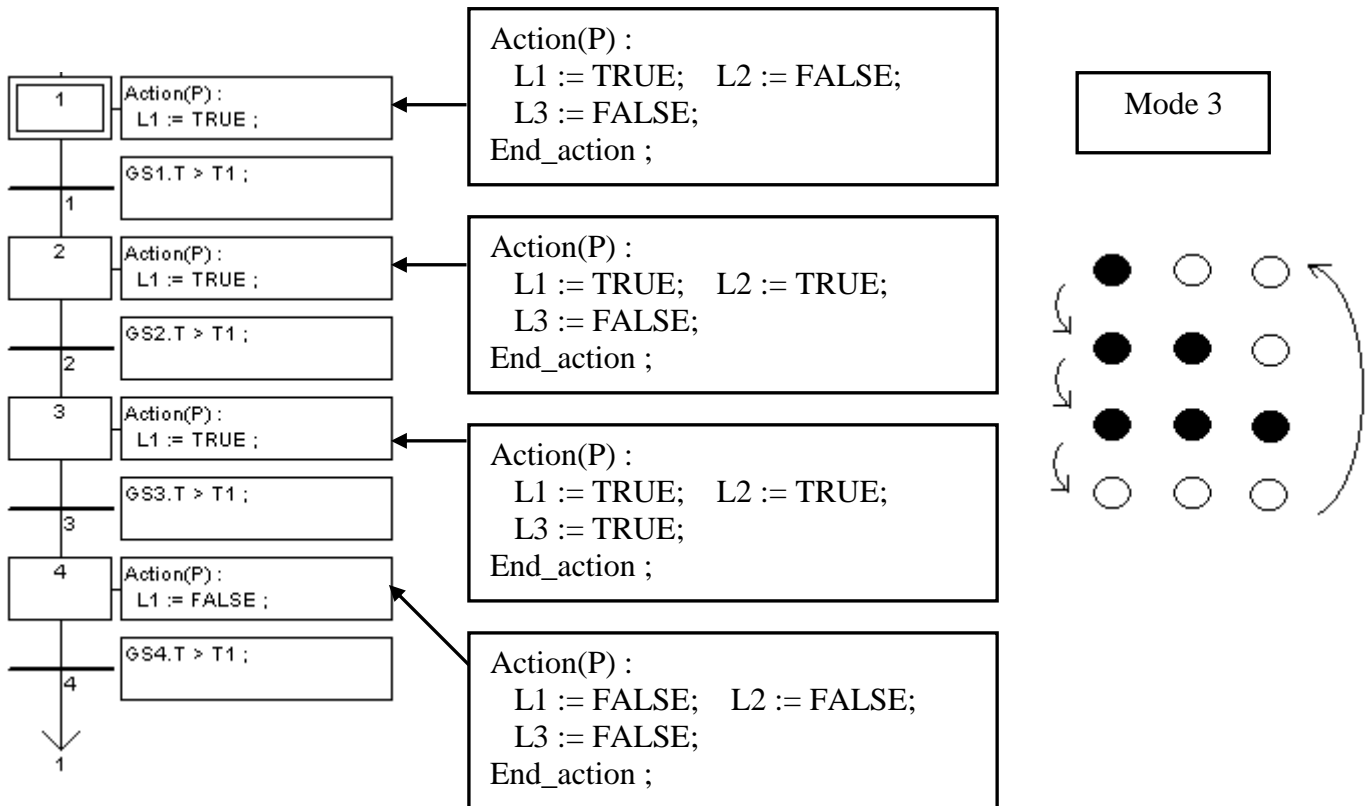 1
Action(P) :
L1 := TRUE ;
GS1.T > T1 ;
1
2
Action(P) :
L1 := TRUE ;
GS2.T > T1 ;
2
3
Action(P) :
L1 := TRUE ;
GS3.T > T1 ;
3
4
Action(P) :
L1 := FALSE ;
GS4.T > T1 ;
4
1
Action(P) :
L1 := TRUE; L2 := FALSE;
L3 := FALSE;
End_action ;
Action(P) :
L1 := TRUE; L2 := TRUE;
L3 := FALSE;
End_action ;
Action(P) :
L1 := TRUE; L2 := TRUE;
L3 := TRUE;
End_action ;
Action(P) :
L1 := FALSE; L2 := FALSE;
L3 := FALSE;
End_action ;
Mode 3